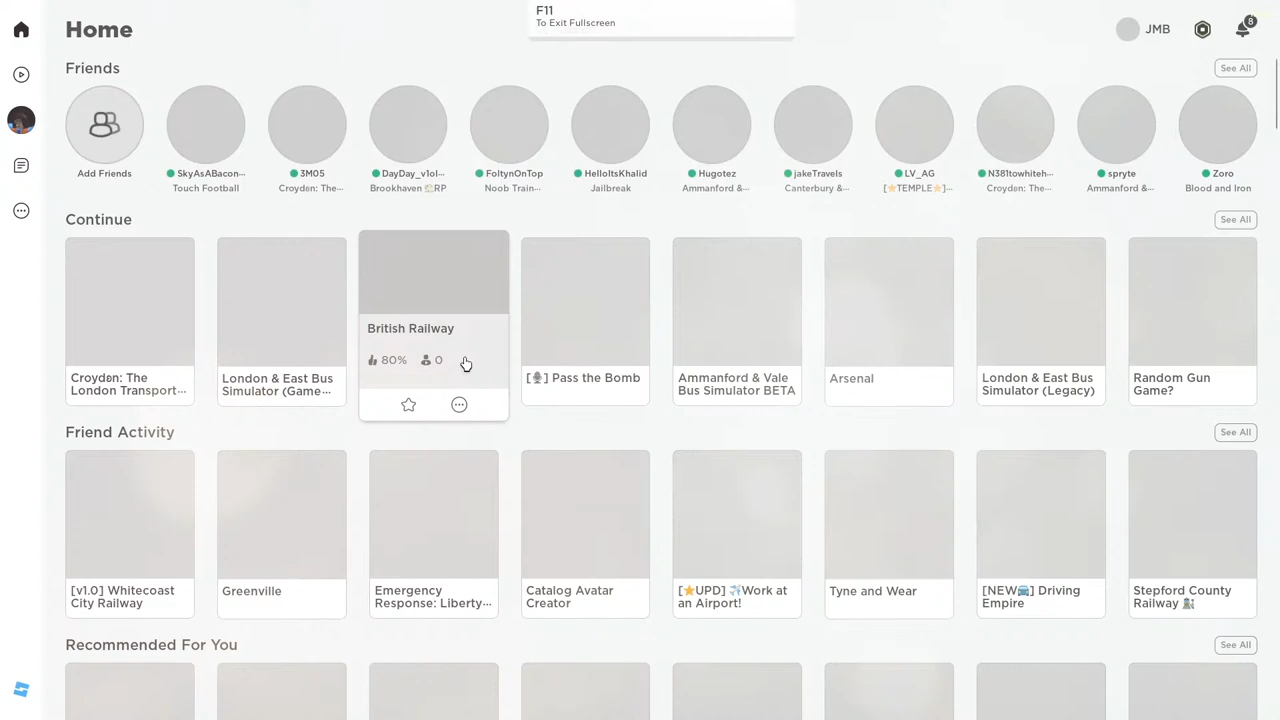 F11
To Exit Fullscreen
Home
JMB
8
Friends
See All
Add Friends
SkyAsABacon...
Touch Football
3M05
Croydon: The...
DayDay_v1ol...
Brookhaven 🏡RP
FoltynOnTop
Noob Train...
HelloItsKhalid
Jailbreak
Hugotez
Ammanford &...
jakeTravels
Canterbury &...
LV_AG
[⭐TEMPLE⭐]...
N381towhiteh...
Croydon: The...
spryte
Ammanford &...
Zoro
Blood and Iron
Continue
See All
Croydon: The
London Transport...
London & East Bus
Simulator (Game...
British Railway
80%
0
[🎙️] Pass the Bomb
Ammanford & Vale
Bus Simulator BETA
Arsenal
London & East Bus
Simulator (Legacy)
Random Gun
Game?
Friend Activity
See All
[v1.0] Whitecoast
City Railway
Greenville
Emergency
Response: Liberty...
Catalog Avatar
Creator
[⭐UPD] ✈️Work at
an Airport!
Tyne and Wear
[NEW🚘] Driving
Empire
Stepford County
Railway 🚉
Recommended For You
See All